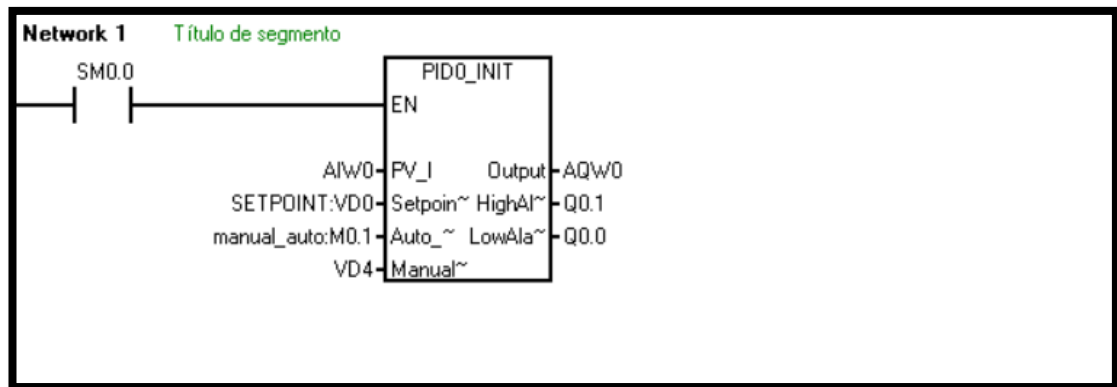 Network 1 Título de segmento
SM0.0
PID0_INIT
EN
AIW0 PV_I Output AQW0
SETPOINT:VD0 Setpoin~ HighAl~ Q0.1
manual_auto:M0.1 Auto_~ LowAla~ Q0.0
VD4 Manual~